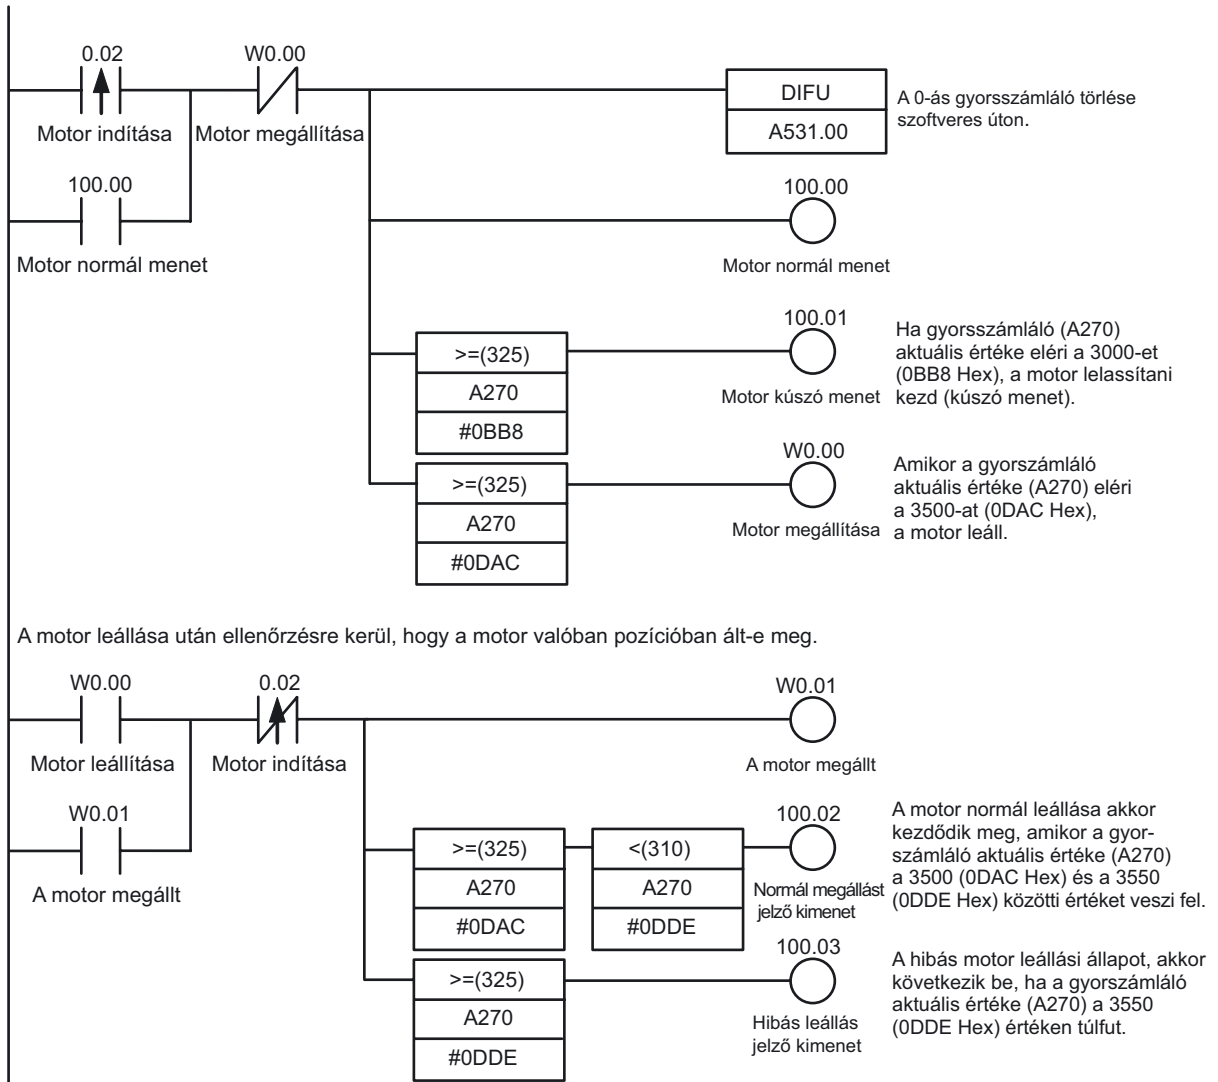 0.02
W0.00
Motor indítása
Motor megállítása
DIFU
A531.00
A 0-ás gyorsszámláló törlése
szoftveres úton.
100.00
Motor normál menet
100.00
Motor normál menet
>=(325)
A270
#0BB8
100.01
Motor kúszó menet
Ha gyorsszámláló (A270)
aktuális értéke eléri a 3000-et
(0BB8 Hex), a motor lelassítani
kezd (kúszó menet).
>=(325)
A270
#0DAC
W0.00
Motor megállítása
Amikor a gyorszámláló
aktuális értéke (A270) eléri
a 3500-at (0DAC Hex),
a motor leáll.
A motor leállása után ellenőrzésre kerül, hogy a motor valóban pozícióban ált-e meg.
W0.00
0.02
Motor leállítása
Motor indítása
W0.01
A motor megállt
W0.01
A motor megállt
>=(325)
A270
#0DAC
<(310)
A270
#0DDE
100.02
Normál megállást
jelző kimenet
A motor normál leállása akkor
kezdődik meg, amikor a gyor-
számláló aktuális értéke (A270)
a 3500 (0DAC Hex) és a 3550
(0DDE Hex) közötti értéket veszi fel.
>=(325)
A270
#0DDE
100.03
Hibás leállás
jelző kimenet
A hibás motor leállási állapot, akkor
következik be, ha a gyorszámláló
aktuális értéke (A270) a 3550
(0DDE Hex) értéken túlfut.